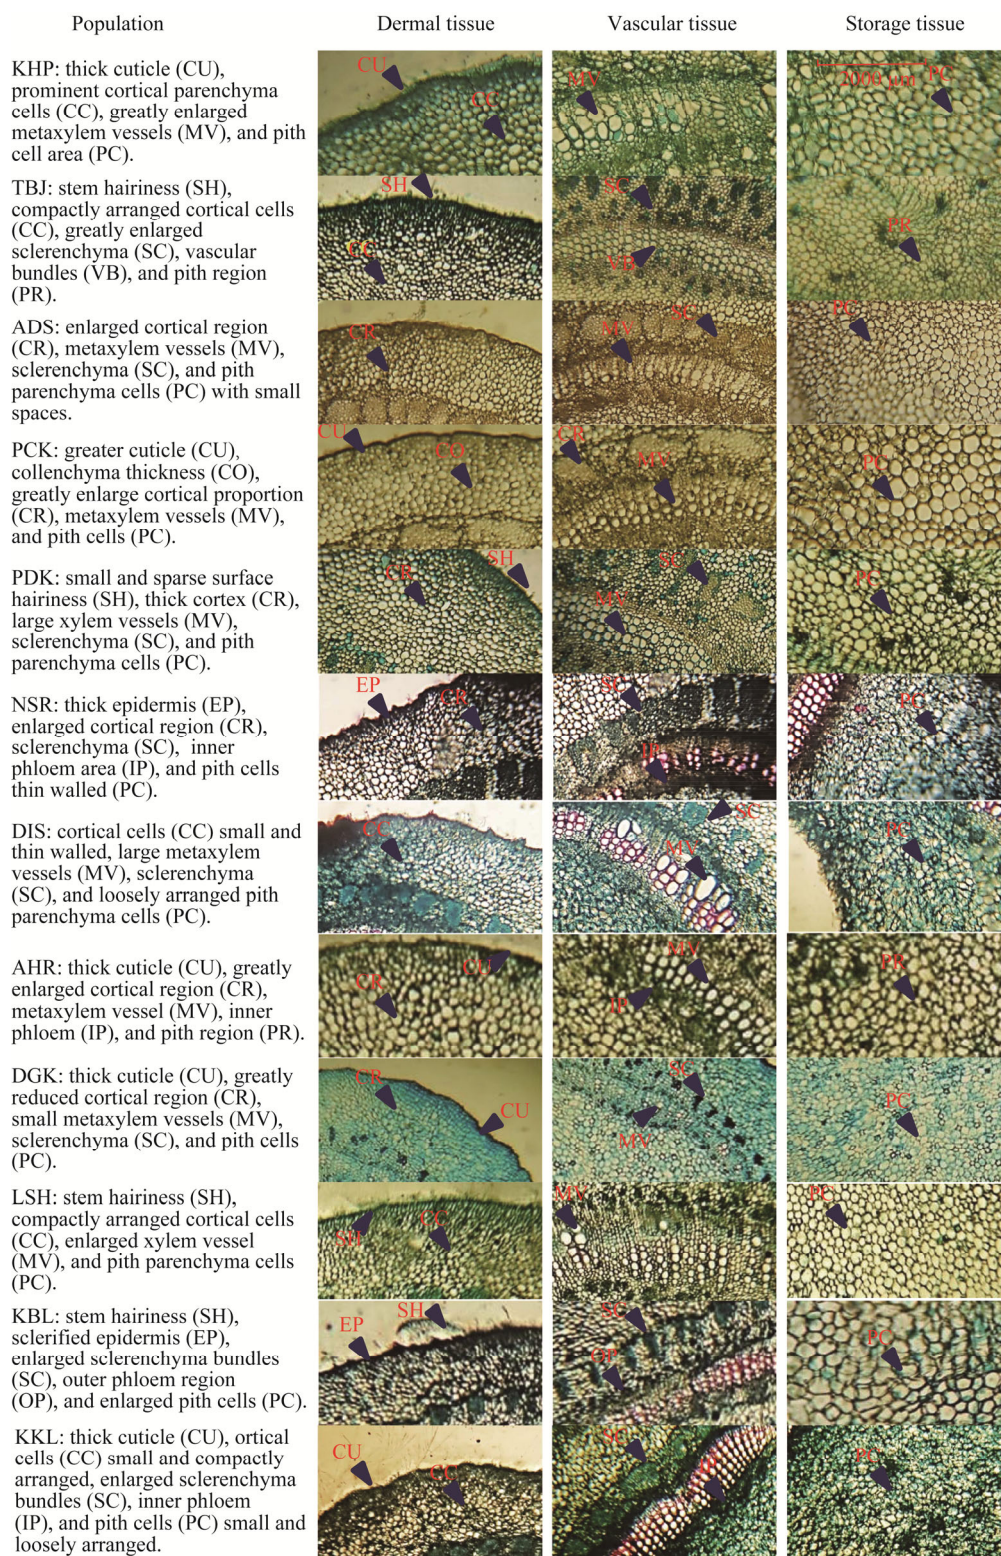 Population Dermal tissue Vascular tissue Storage tissue
KHP: thick cuticle (CU),
prominent cortical parenchyma
cells (CC), greatly enlarged
metaxylem vessels (MV), and pith
cell area (PC).
CU
CC
MV
2000 μm
PC
TBJ: stem hairiness (SH),
compactly arranged cortical cells
(CC), greatly enlarged
sclerenchyma (SC), vascular
bundles (VB), and pith region
(PR).
SH
CC
SC
VB
PR
ADS: enlarged cortical region
(CR), metaxylem vessels (MV),
sclerenchyma (SC), and pith
parenchyma cells (PC) with small
spaces.
CR
MV
SC
PC
PCK: greater cuticle (CU),
collenchyma thickness (CO),
greatly enlarge cortical proportion
(CR), metaxylem vessels (MV),
and pith cells (PC).
CU
CO
CR
MV
PC
PDK: small and sparse surface
hairiness (SH), thick cortex (CR),
large xylem vessels (MV),
sclerenchyma (SC), and pith
parenchyma cells (PC).
CR
SH
SC
MV
PC
NSR: thick epidermis (EP),
enlarged cortical region (CR),
sclerenchyma (SC), inner
phloem area (IP), and pith cells
thin walled (PC).
EP
CR
SC
IP
PC
DIS: cortical cells (CC) small and
thin walled, large metaxylem
vessels (MV), sclerenchyma
(SC), and loosely arranged pith
parenchyma cells (PC).
CC
SC
MV
PC
AHR: thick cuticle (CU), greatly
enlarged cortical region (CR),
metaxylem vessel (MV), inner
phloem (IP), and pith region (PR).
CU
CR
MV
IP
PR
DGK: thick cuticle (CU), greatly
reduced cortical region (CR),
small metaxylem vessels (MV),
sclerenchyma (SC), and pith cells
(PC).
CR
CU
SC
MV
PC
LSH: stem hairiness (SH),
compactly arranged cortical cells
(CC), enlarged xylem vessel
(MV), and pith parenchyma cells
(PC).
SH
CC
MV
PC
KBL: stem hairiness (SH),
sclerified epidermis (EP),
enlarged sclerenchyma bundles
(SC), outer phloem region
(OP), and enlarged pith cells (PC).
SH
EP
SC
OP
PC
KKL: thick cuticle (CU), ortical
cells (CC) small and compactly
arranged, enlarged sclerenchyma
bundles (SC), inner phloem
(IP), and pith cells (PC) small and
loosely arranged.
CU
CC
SC
IP
PC